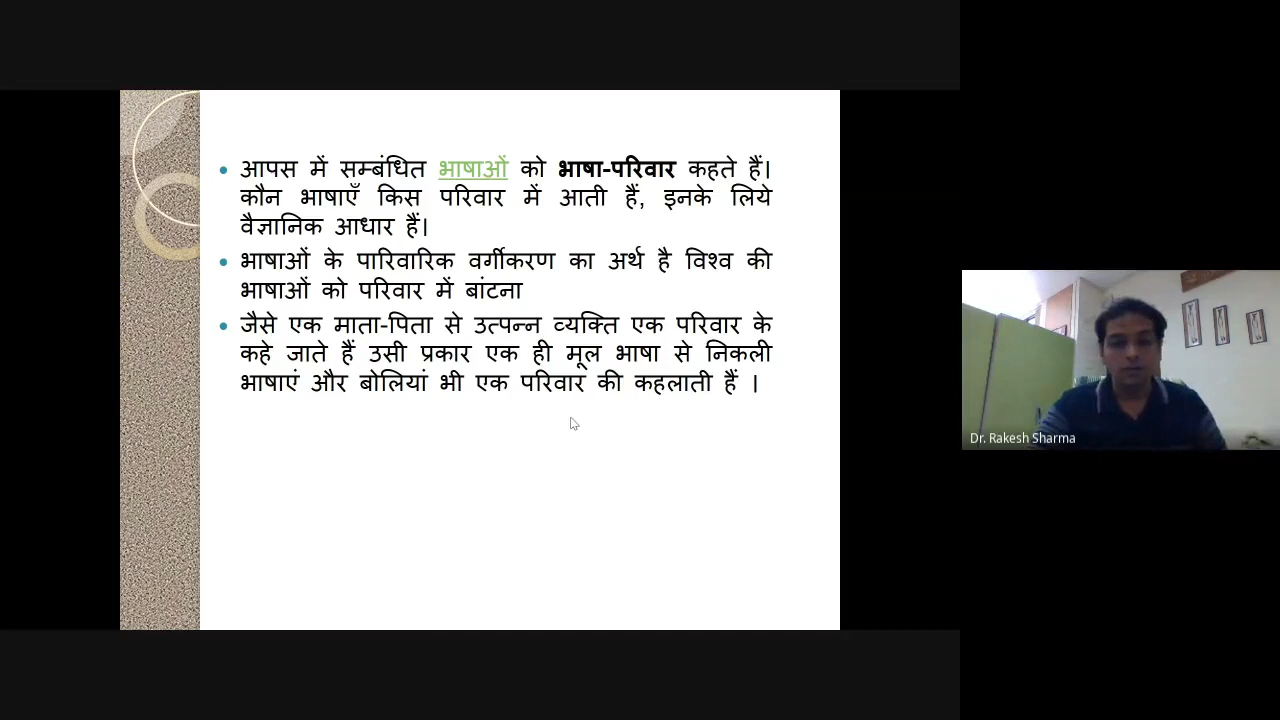 आपस में सम्बंधित भाषाओं को भाषा-परिवार कहते हैं।
कौन भाषाएँ किस परिवार में आती हैं, इनके लिये
वैज्ञानिक आधार हैं।
भाषाओं के पारिवारिक वर्गीकरण का अर्थ है विश्व की
भाषाओं को परिवार में बांटना
जैसे एक माता-पिता से उत्पन्न व्यक्ति एक परिवार के
कहे जाते हैं उसी प्रकार एक ही मूल भाषा से निकली
भाषाएं और बोलियां भी एक परिवार की कहलाती हैं ।
Dr. Rakesh Sharma